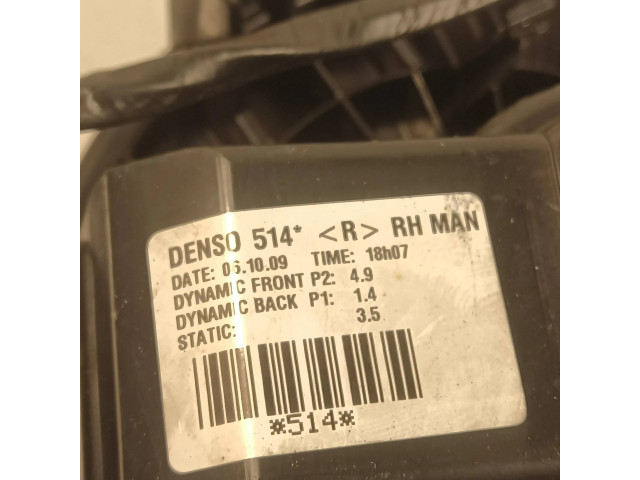 DENSO 514* <R> RH MAN
DATE: 06.10.09 TIME: 18h07
DYNAMIC FRONT P2: 4.9
DYNAMIC BACK P1: 1.4
STATIC: 3.5
*514*